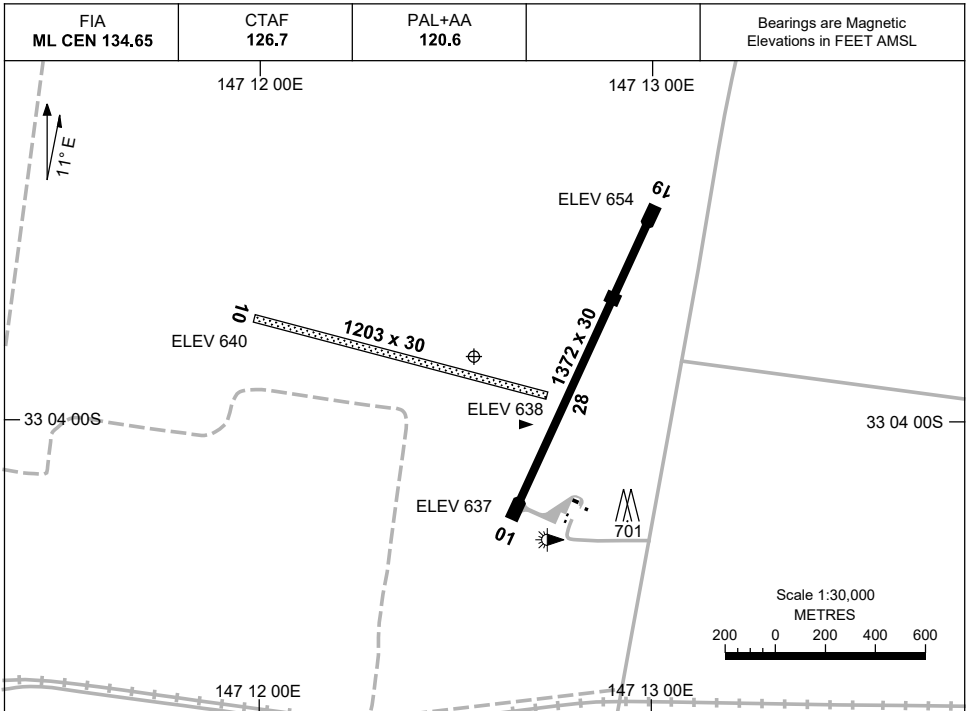 FIA
ML CEN 134.65
CTAF
126.7
PAL+AA
120.6
Bearings are Magnetic
Elevations in FEET AMSL
147 12 00E
147 13 00E
11° E
19
ELEV 654
10
1203 x 30
ELEV 640
1372 x 30
ELEV 638
28
33 04 00S
33 04 00S
ELEV 637
01
701
Scale 1:30,000
METRES
200 0 200 400 600
147 12 00E
147 13 00E